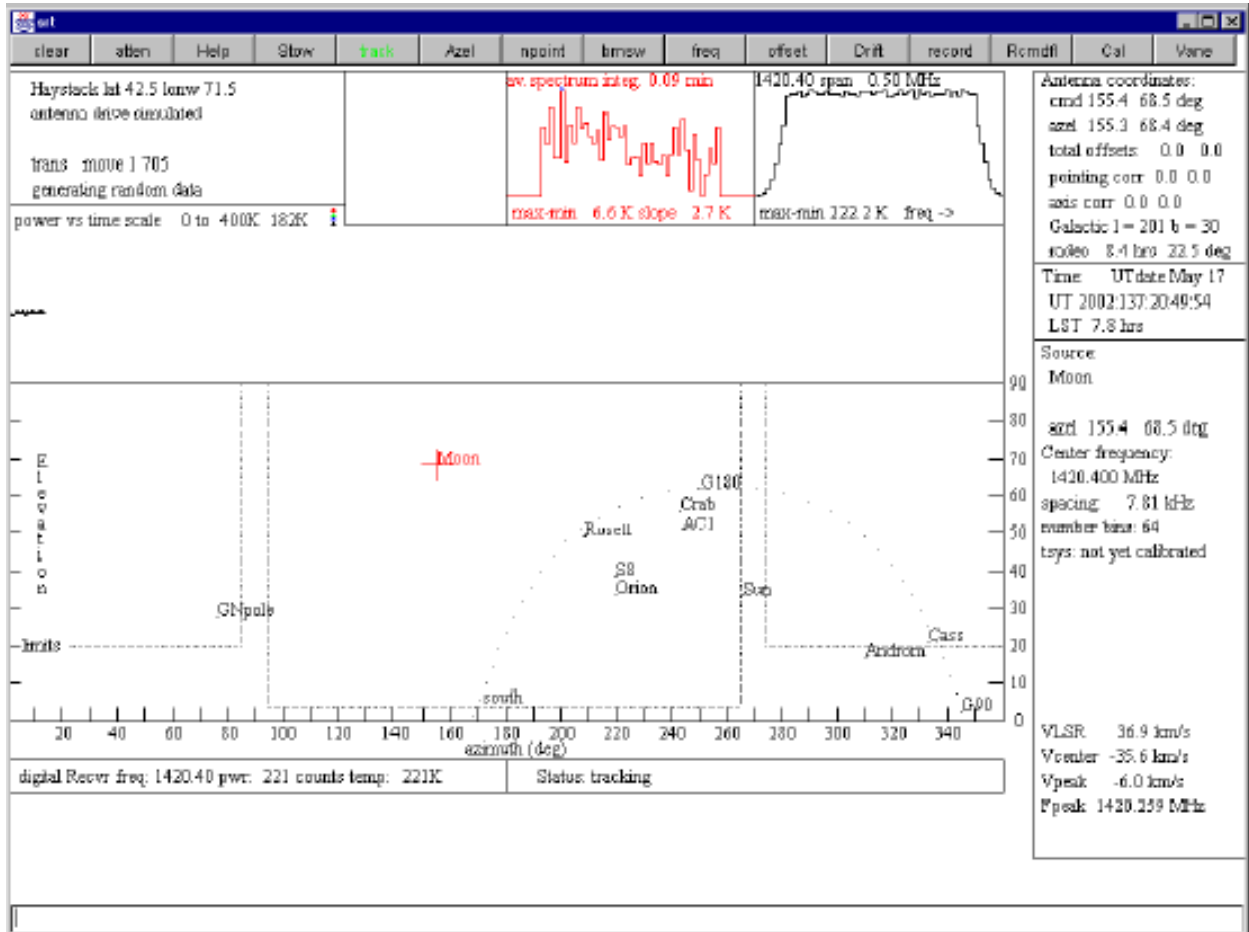 srt
clear atten Help Stow track Azel npoint bmsw freq offset Drift record Rcmdfl Cal Vane
Haystack lat 42.5 lonw 71.5
antenna drive simulated
trans move 1 705
generating random data
power vs time scale 0 to 400K 182K
av. spectrum integ. 0.09 min
max-min 6.6 K slope 2.7 K
1420.40 span 0.50 MHz
max-min 222.2 K freq ->
Antenna coordinates:
cmd 155.4 68.5 deg
azel 155.3 68.4 deg
total offsets: 0.0 0.0
pointing corr 0.0 0.0
axis corr 0.0 0.0
Galactic l = 201 b = 30
radec 8.4 hrs 22.5 deg
Time: UTdate May 17
UT 2002:137:20:49:54
LST 7.8 hrs
Source:
Moon
azel 155.4 68.5 deg
Center frequency:
1420.400 MHz
spacing: 7.81 kHz
number bins: 64
tsys: not yet calibrated
VLSR 36.9 km/s
Vcenter -35.6 km/s
Vpeak -6.0 km/s
Fpeak 1420.259 MHz
Elevation
90
80
70
60
50
40
30
20
10
0
Moon
G180
Crab
AC1
Rosett
S8
Orion
Sun
GNpole
limits
Cass
Androm
south
G90
20 40 60 80 100 120 140 160 180 200 220 240 260 280 300 320 340
azimuth (deg)
digital Recvr freq: 1420.40 pwr: 221 counts temp: 221K
Status: tracking